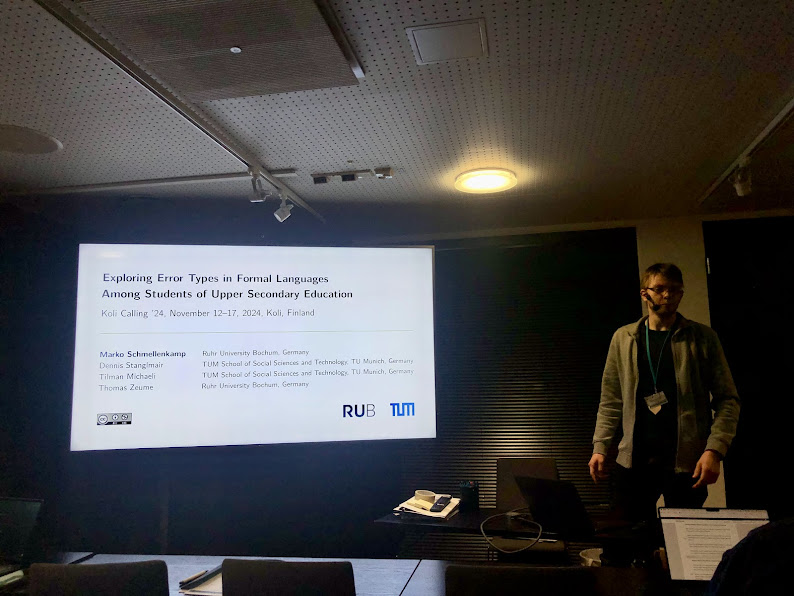 Exploring Error Types in Formal Languages
Among Students of Upper Secondary Education
Koli Calling '24, November 12–17, 2024, Koli, Finland
Marko Schmellenkamp Ruhr University Bochum, Germany
Dennis Stanglmair TUM School of Social Sciences and Technology, TU Munich, Germany
Tilman Michaeli TUM School of Social Sciences and Technology, TU Munich, Germany
Thomas Zeume Ruhr University Bochum, Germany
RUB TUM